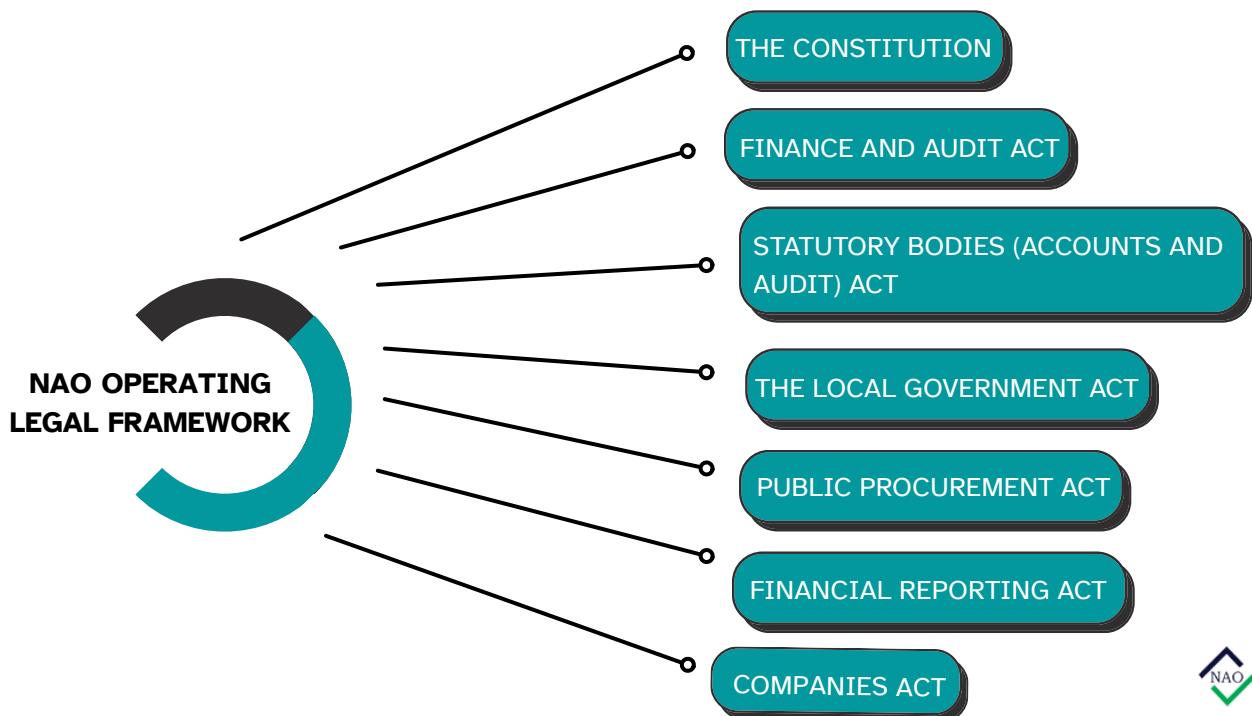 THE CONSTITUTION
FINANCE AND AUDIT ACT
STATUTORY BODIES (ACCOUNTS AND
AUDIT) ACT
NAO OPERATING
LEGAL FRAMEWORK
THE LOCAL GOVERNMENT ACT
PUBLIC PROCUREMENT ACT
FINANCIAL REPORTING ACT
COMPANIES ACT
NAO